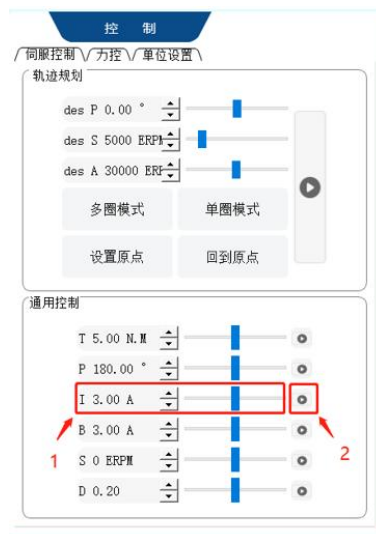 控 制
伺服控制 力控 单位设置
轨迹规划
des P 0.00 °
des S 5000 ERPM
des A 30000 ERP
多圈模式 单圈模式
设置原点 回到原点
通用控制
T 5.00 N.M
P 180.00 °
I 3.00 A
B 3.00 A
1 S 0 ERPM 2
D 0.20